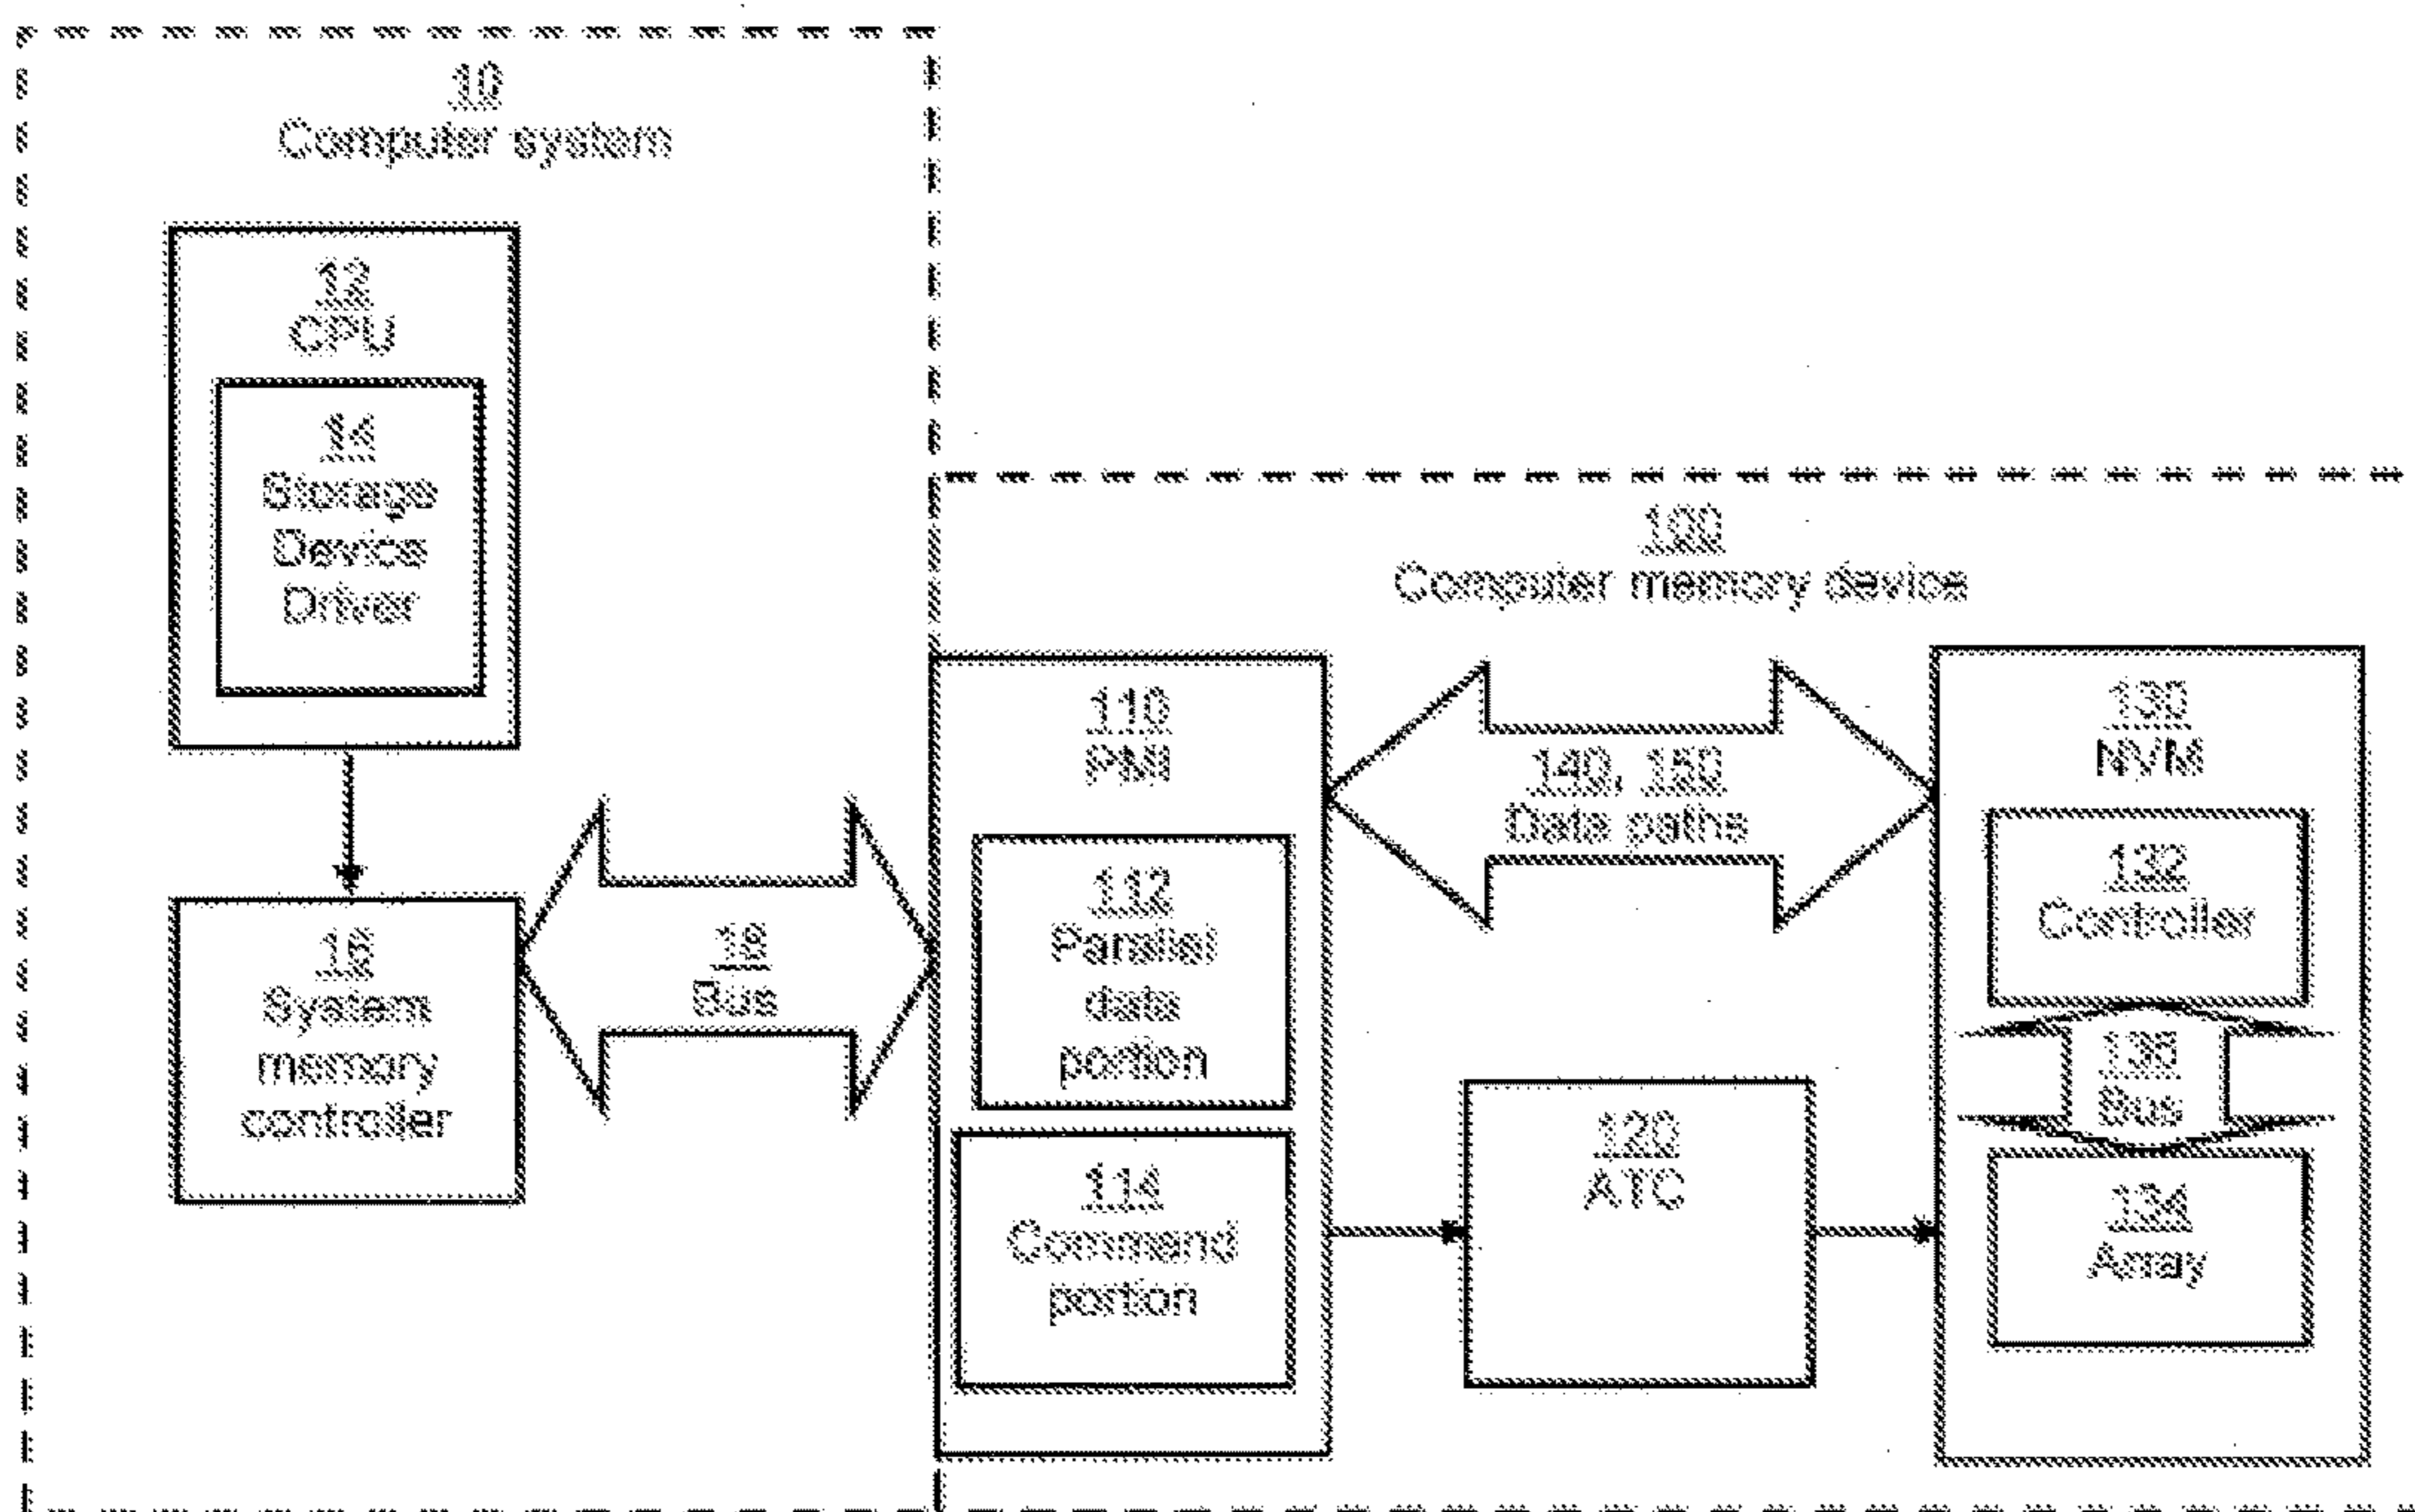 10
Computer system
12
CPU
14
Storage
Device
Driver
16
System
memory
controller
18
Bus
100
Computer memory device
110
PMI
112
Parallel
data
portion
114
Command
portion
140, 150
Data paths
120
ATC
130
NVM
132
Controller
136
Bus
134
Array